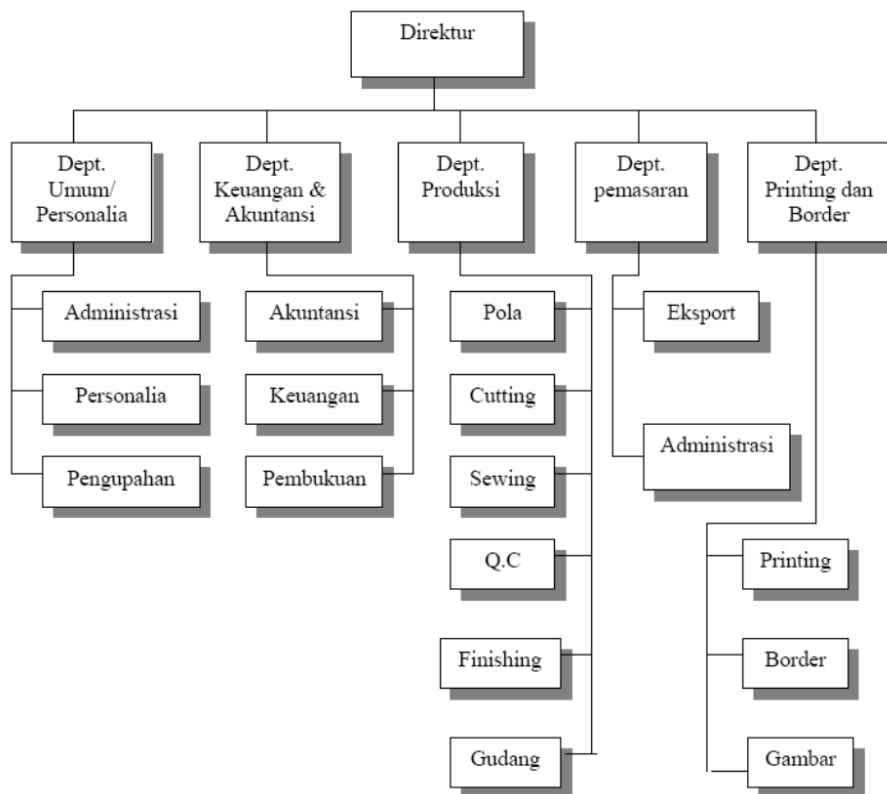 Direktur
Dept.
Umum/
Personalia
Dept.
Keuangan &
Akuntansi
Dept.
Produksi
Dept.
pemasaran
Dept.
Printing dan
Border
Administrasi
Personalia
Pengupahan
Akuntansi
Keuangan
Pembukuan
Pola
Cutting
Sewing
Q.C
Finishing
Gudang
Eksport
Administrasi
Printing
Border
Gambar